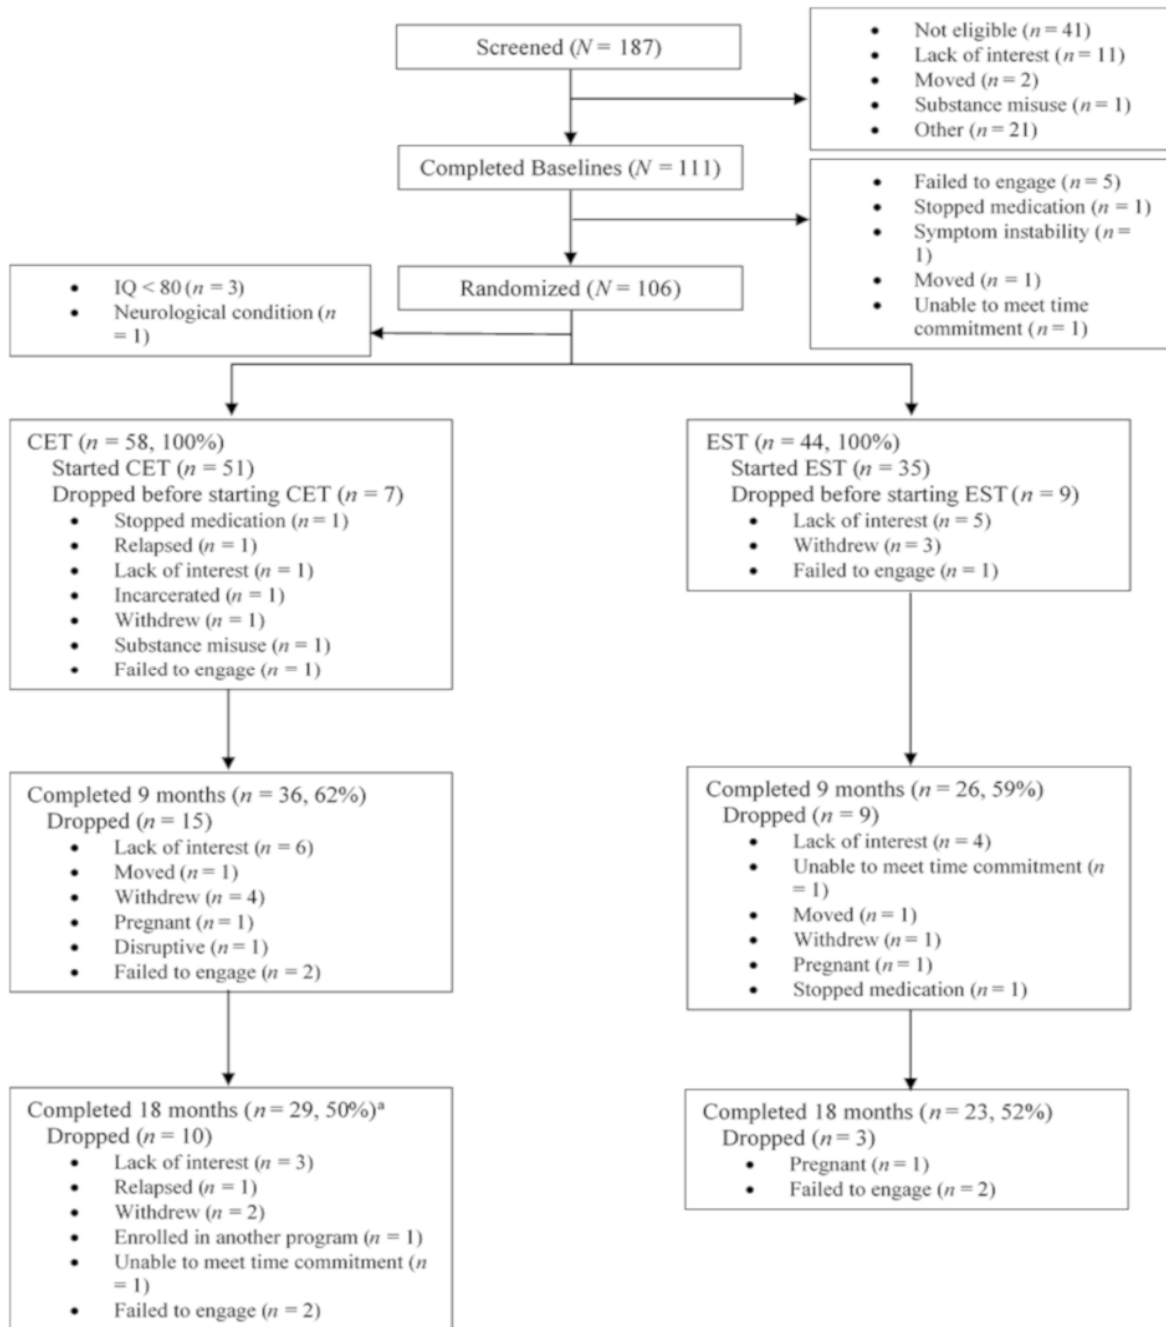 Screened (N = 187)
• Not eligible (n = 41)
• Lack of interest (n = 11)
• Moved (n = 2)
• Substance misuse (n = 1)
• Other (n = 21)
Completed Baselines (N = 111)
• Failed to engage (n = 5)
• Stopped medication (n = 1)
• Symptom instability (n =
1)
• Moved (n = 1)
• Unable to meet time
commitment (n = 1)
Randomized (N = 106)
• IQ < 80 (n = 3)
• Neurological condition (n
= 1)
CET (n = 58, 100%)
Started CET (n = 51)
Dropped before starting CET (n = 7)
• Stopped medication (n = 1)
• Relapsed (n = 1)
• Lack of interest (n = 1)
• Incarcerated (n = 1)
• Withdrew (n = 1)
• Substance misuse (n = 1)
• Failed to engage (n = 1)
EST (n = 44, 100%)
Started EST (n = 35)
Dropped before starting EST (n = 9)
• Lack of interest (n = 5)
• Withdrew (n = 3)
• Failed to engage (n = 1)
Completed 9 months (n = 36, 62%)
Dropped (n = 15)
• Lack of interest (n = 6)
• Moved (n = 1)
• Withdrew (n = 4)
• Pregnant (n = 1)
• Disruptive (n = 1)
• Failed to engage (n = 2)
Completed 9 months (n = 26, 59%)
Dropped (n = 9)
• Lack of interest (n = 4)
• Unable to meet time commitment (n
= 1)
• Moved (n = 1)
• Withdrew (n = 1)
• Pregnant (n = 1)
• Stopped medication (n = 1)
Completed 18 months (n = 29, 50%)ª
Dropped (n = 10)
• Lack of interest (n = 3)
• Relapsed (n = 1)
• Withdrew (n = 2)
• Enrolled in another program (n = 1)
• Unable to meet time commitment (n
= 1)
• Failed to engage (n = 2)
Completed 18 months (n = 23, 52%)
Dropped (n = 3)
• Pregnant (n = 1)
• Failed to engage (n = 2)